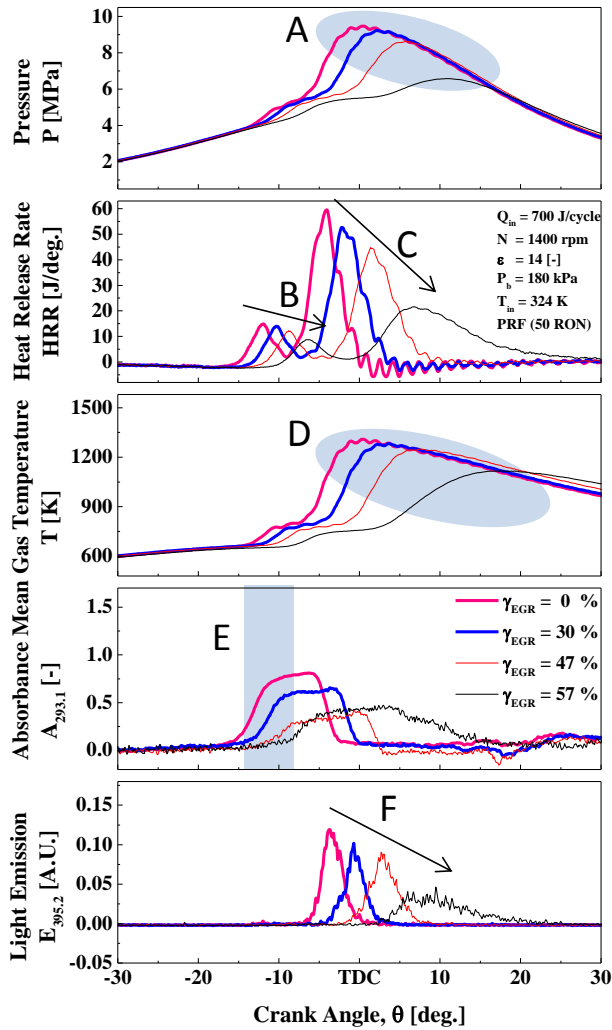 Pressure
P [MPa]
10
8
6
4
2
A
Heat Release Rate
HRR [J/deg.]
60
50
40
30
20
10
0
B
C
Q_in = 700 J/cycle
N = 1400 rpm
ε = 14 [-]
P_b = 180 kPa
T_in = 324 K
PRF (50 RON)
Mean Gas Temperature
T [K]
1500
1200
900
600
D
Absorbance
A_293.1 [-]
1.5
1.0
0.5
0.0
E
γ_EGR = 0 %
γ_EGR = 30 %
γ_EGR = 47 %
γ_EGR = 57 %
Light Emission
E_395.2 [A.U.]
0.15
0.10
0.05
0.00
-0.05
F
-30 -20 -10 TDC 10 20 30
Crank Angle, θ [deg.]